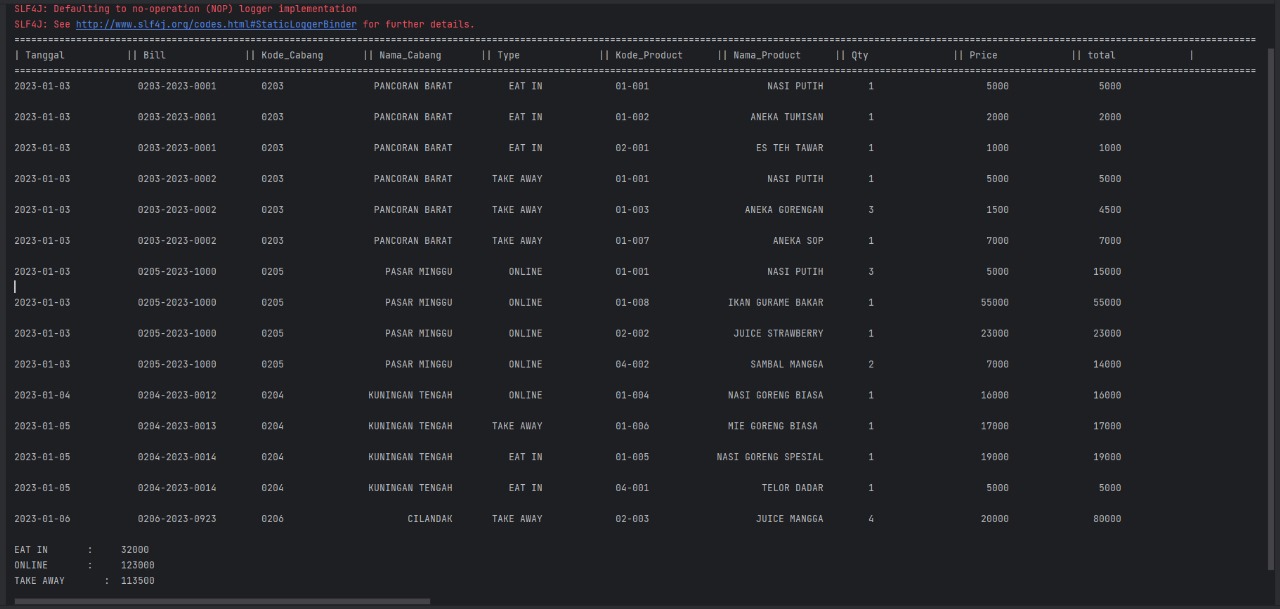 SLF4J: Defaulting to no-operation (NOP) logger implementation
SLF4J: See http://www.slf4j.org/codes.html#StaticLoggerBinder for further details.
| Tanggal || Bill || Kode_Cabang || Nama_Cabang || Type || Kode_Product || Nama_Product || Qty || Price || total |
2023-01-03 0203-2023-0001 0203 PANCORAN BARAT EAT IN 01-001 NASI PUTIH 1 5000 5000
2023-01-03 0203-2023-0001 0203 PANCORAN BARAT EAT IN 01-002 ANEKA TUMISAN 1 2000 2000
2023-01-03 0203-2023-0001 0203 PANCORAN BARAT EAT IN 02-001 ES TEH TAWAR 1 1000 1000
2023-01-03 0203-2023-0002 0203 PANCORAN BARAT TAKE AWAY 01-001 NASI PUTIH 1 5000 5000
2023-01-03 0203-2023-0002 0203 PANCORAN BARAT TAKE AWAY 01-003 ANEKA GORENGAN 3 1500 4500
2023-01-03 0203-2023-0002 0203 PANCORAN BARAT TAKE AWAY 01-007 ANEKA SOP 1 7000 7000
2023-01-03 0205-2023-1000 0205 PASAR MINGGU ONLINE 01-001 NASI PUTIH 3 5000 15000
2023-01-03 0205-2023-1000 0205 PASAR MINGGU ONLINE 01-008 IKAN GURAME BAKAR 1 55000 55000
2023-01-03 0205-2023-1000 0205 PASAR MINGGU ONLINE 02-002 JUICE STRAWBERRY 1 23000 23000
2023-01-03 0205-2023-1000 0205 PASAR MINGGU ONLINE 04-002 SAMBAL MANGGA 2 7000 14000
2023-01-04 0204-2023-0012 0204 KUNINGAN TENGAH ONLINE 01-004 NASI GORENG BIASA 1 16000 16000
2023-01-05 0204-2023-0013 0204 KUNINGAN TENGAH TAKE AWAY 01-006 MIE GORENG BIASA 1 17000 17000
2023-01-05 0204-2023-0014 0204 KUNINGAN TENGAH EAT IN 01-005 NASI GORENG SPESIAL 1 19000 19000
2023-01-05 0204-2023-0014 0204 KUNINGAN TENGAH EAT IN 04-001 TELOR DADAR 1 5000 5000
2023-01-06 0206-2023-0923 0206 CILANDAK TAKE AWAY 02-003 JUICE MANGGA 4 20000 80000
EAT IN : 32000
ONLINE : 123000
TAKE AWAY : 113500